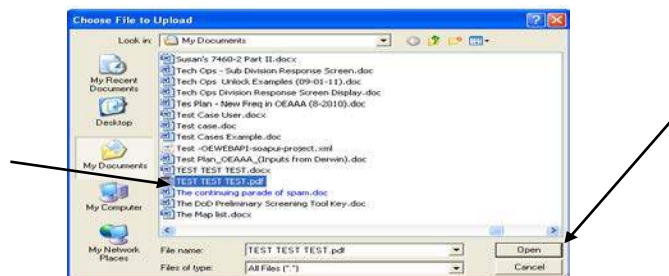 Choose File to Upload
Look in: My Documents
My Recent
Documents
Desktop
My Documents
My Computer
My Network
Places
Susan's 7460-2 Part II.docx
Tech Ops - Sub Division Response Screen.doc
Tech Ops Unlock Examples (09-01-11).doc
Tech Ops Division Response Screen Display.doc
Tes Plan - New Freq in OEAAA (8-2010).doc
Test Case User.docx
Test case.doc
Test Cases Example.doc
Test -OEWEBAPI-soapui-project.xml
Test Plan_OEAAA_(Inputs from Derwin).doc
TEST TEST TEST.docx
TEST TEST TEST.pdf
The continuing parade of spam.doc
The DoD Preliminary Screening Tool Key.doc
The Map list.docx
File name: TEST TEST TEST.pdf Open
Files of type: All Files (*.*) Cancel